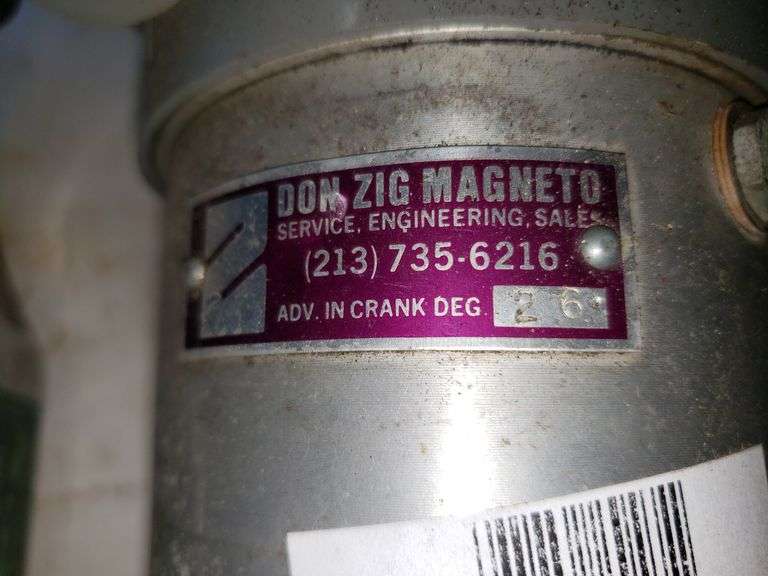 DON ZIG MAGNETO
SERVICE, ENGINEERING, SALES
(213) 735-6216
ADV. IN CRANK DEG. 26